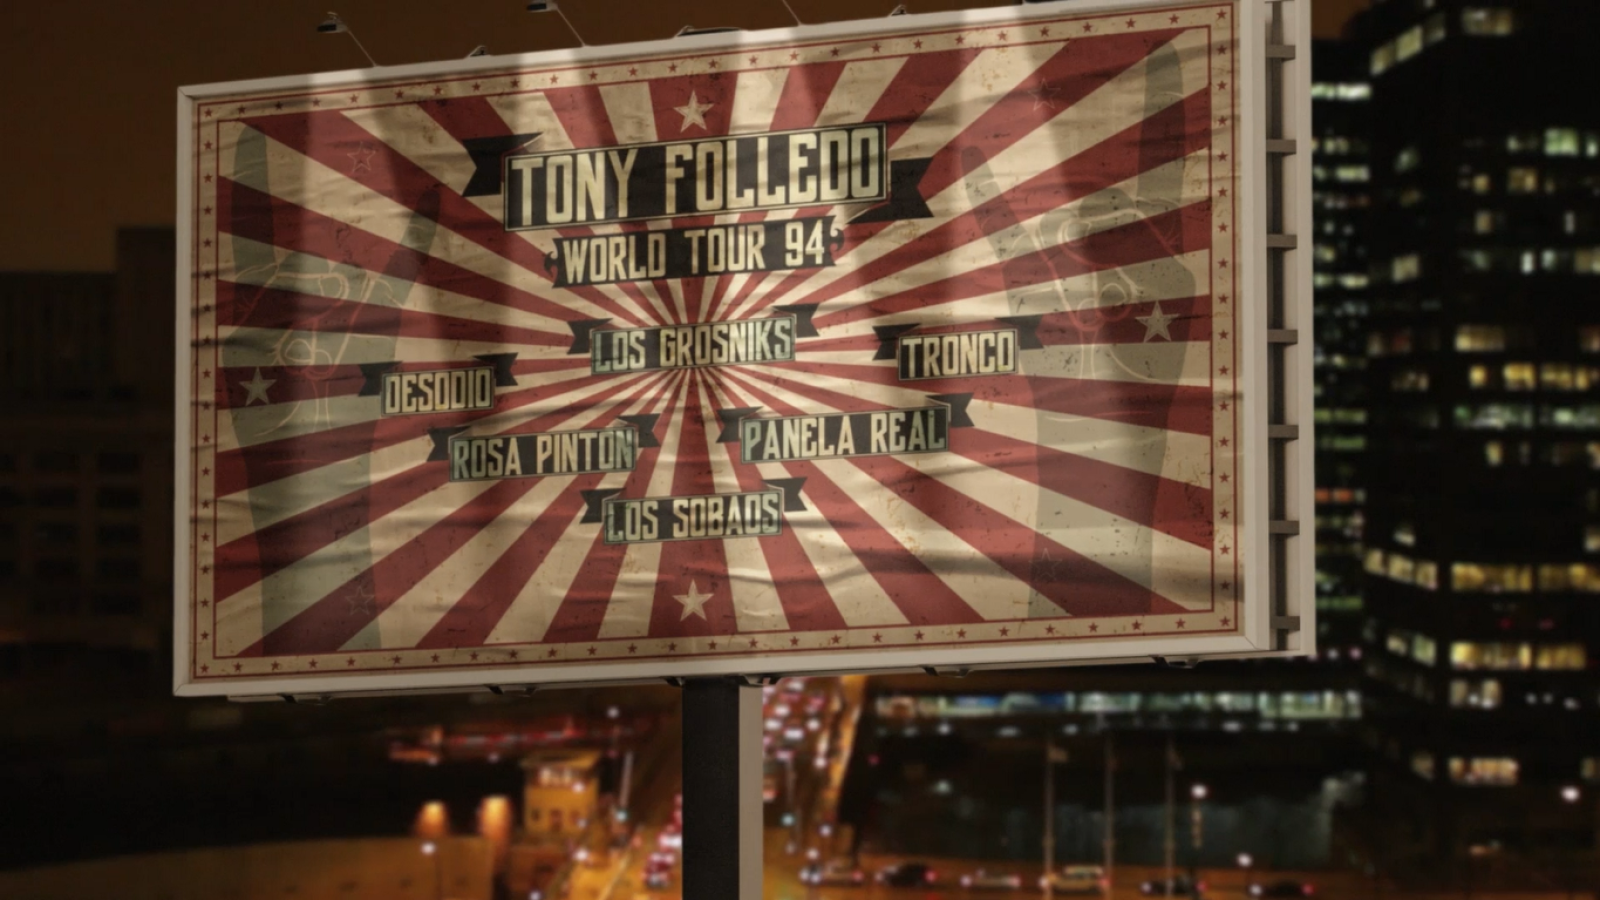 TONY FOLLEDO
WORLD TOUR 94'
LOS GROSNIKS
TRONCO
DESODIO
ROSA PINTON
PANELA REAL
LOS SOBAOS